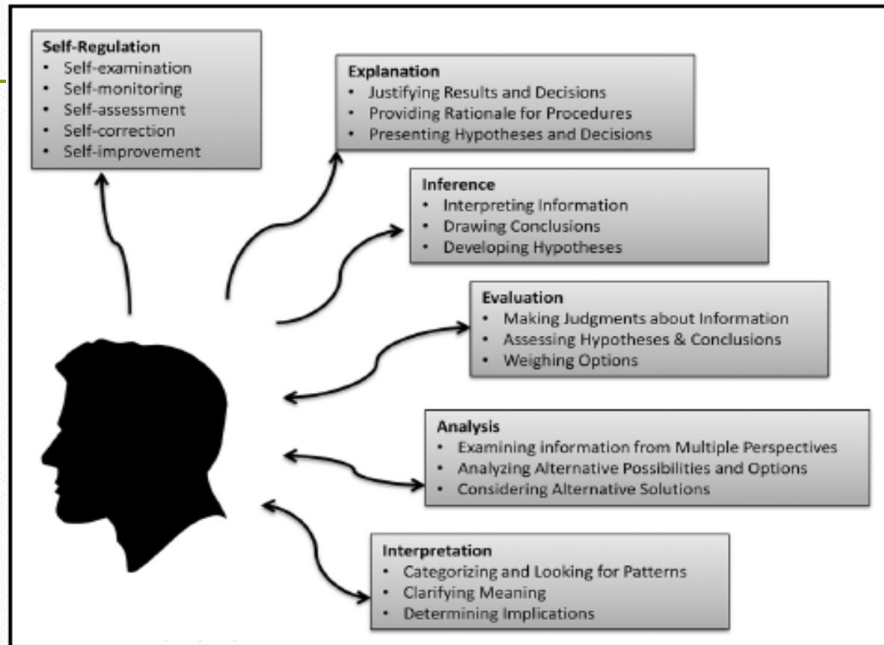 Self-Regulation
• Self-examination
• Self-monitoring
• Self-assessment
• Self-correction
• Self-improvement
Explanation
• Justifying Results and Decisions
• Providing Rationale for Procedures
• Presenting Hypotheses and Decisions
Inference
• Interpreting Information
• Drawing Conclusions
• Developing Hypotheses
Evaluation
• Making Judgments about Information
• Assessing Hypotheses & Conclusions
• Weighing Options
Analysis
• Examining information from Multiple Perspectives
• Analyzing Alternative Possibilities and Options
• Considering Alternative Solutions
Interpretation
• Categorizing and Looking for Patterns
• Clarifying Meaning
• Determining Implications